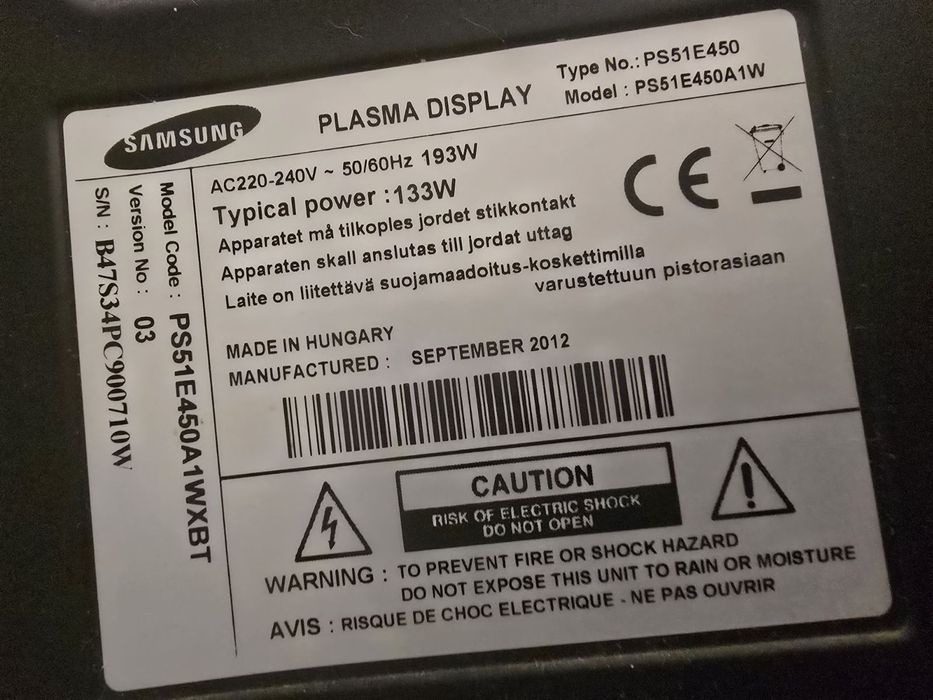 SAMSUNG
PLASMA DISPLAY
Type No.: PS51E450
Model : PS51E450A1W
AC220-240V ~ 50/60Hz 193W
Typical power : 133W
Apparatet må tilkoples jordet stikkontakt
Apparaten skall anslutas till jordat uttag
Laite on liitettävä suojamaadoitus-koskettimilla
varustettuun pistorasiaan
MADE IN HUNGARY
MANUFACTURED : SEPTEMBER 2012
Model Code : PS51E450A1WXBT
Version No : 03
S/N : B47S34PC900710W
CAUTION
RISK OF ELECTRIC SHOCK
DO NOT OPEN
WARNING : TO PREVENT FIRE OR SHOCK HAZARD
DO NOT EXPOSE THIS UNIT TO RAIN OR MOISTURE
AVIS : RISQUE DE CHOC ELECTRIQUE - NE PAS OUVRIR